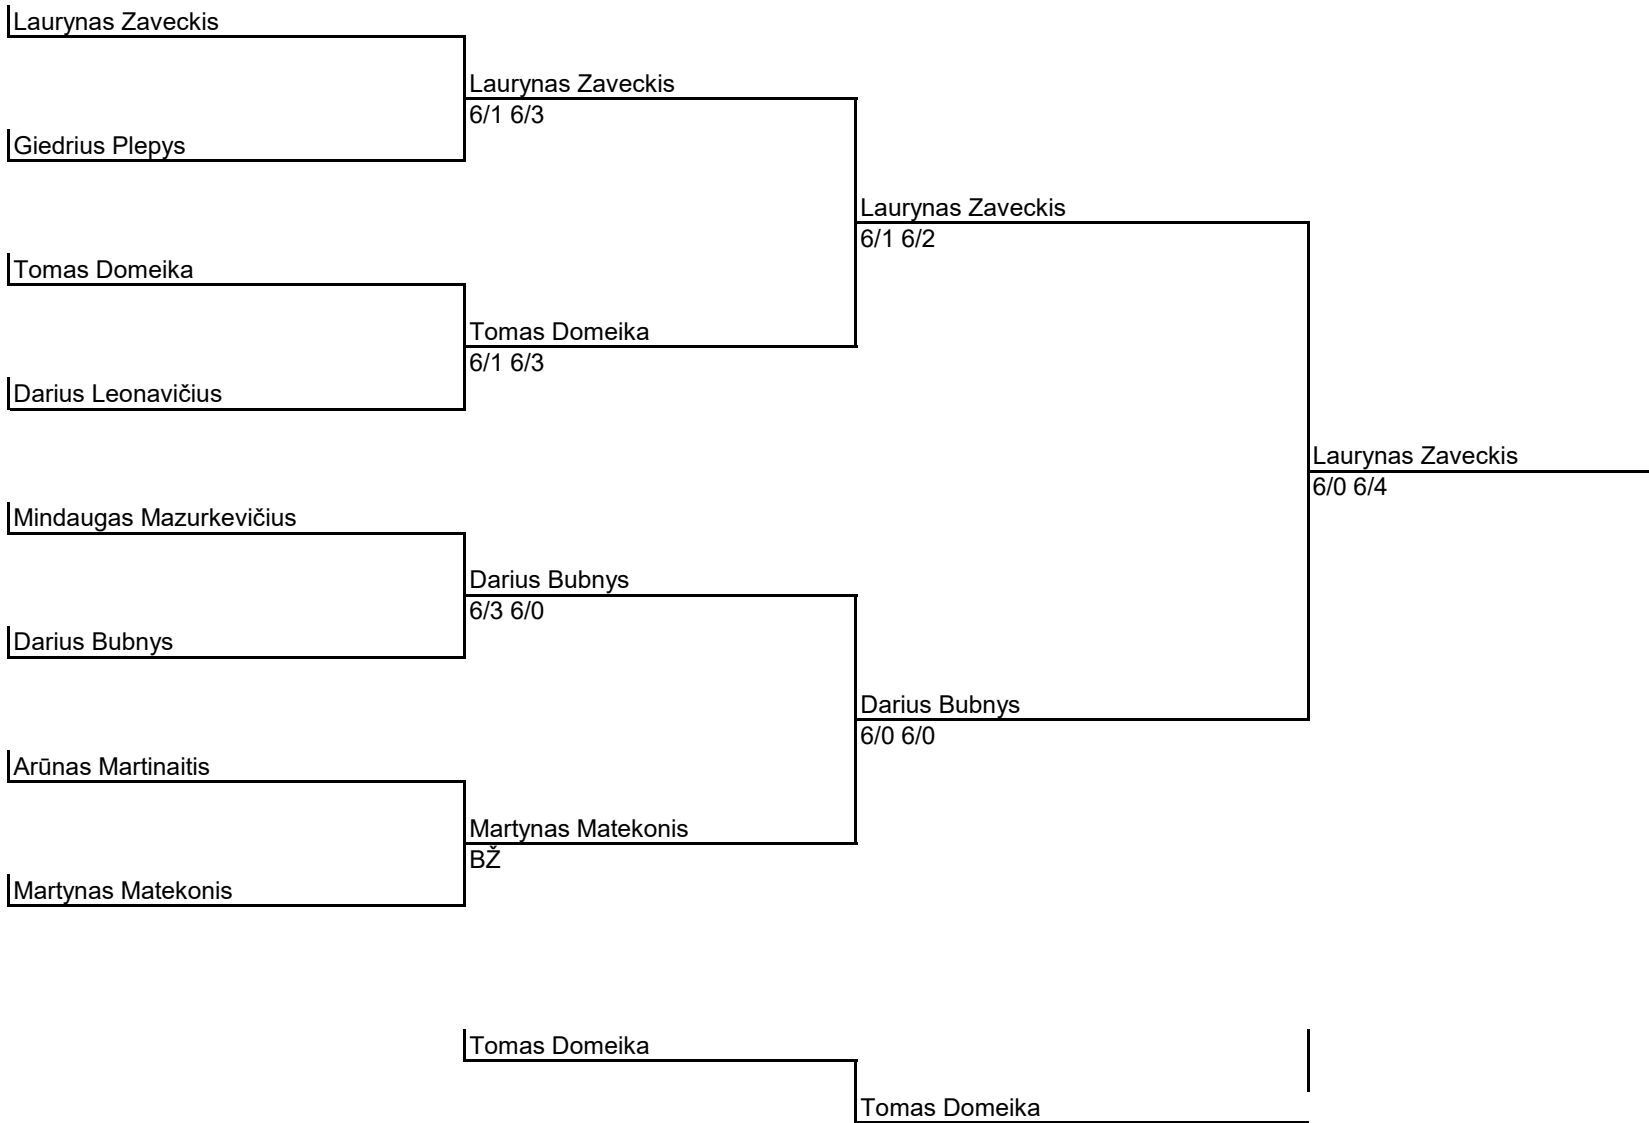 Laurynas Zaveckis
Laurynas Zaveckis
6/1 6/3
Giedrius Plepys
Laurynas Zaveckis
6/1 6/2
Tomas Domeika
Tomas Domeika
6/1 6/3
Darius Leonavičius
Laurynas Zaveckis
6/0 6/4
Mindaugas Mazurkevičius
Darius Bubnys
6/3 6/0
Darius Bubnys
Darius Bubnys
6/0 6/0
Arūnas Martinaitis
Martynas Matekonis
BŽ
Martynas Matekonis
Tomas Domeika
Tomas Domeika